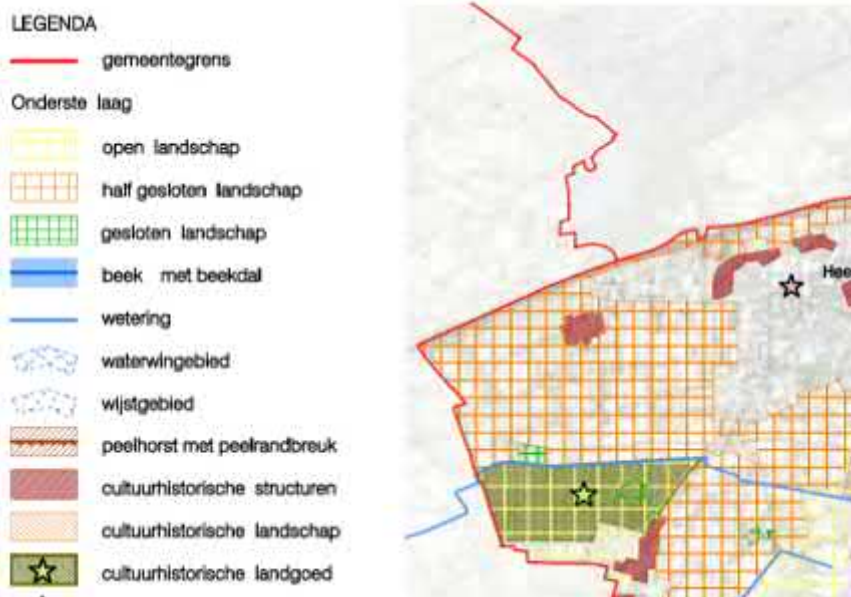 LEGENDA
gemeentegrens
Onderste laag
open landschap
half gesloten landschap
gesloten landschap
beek met beekdal
wetering
waterwingebied
wijstgebied
peelhorst met peelrandbreuk
cultuurhistorische structuren
cultuurhistorische landschap
cultuurhistorische landgoed
Hee